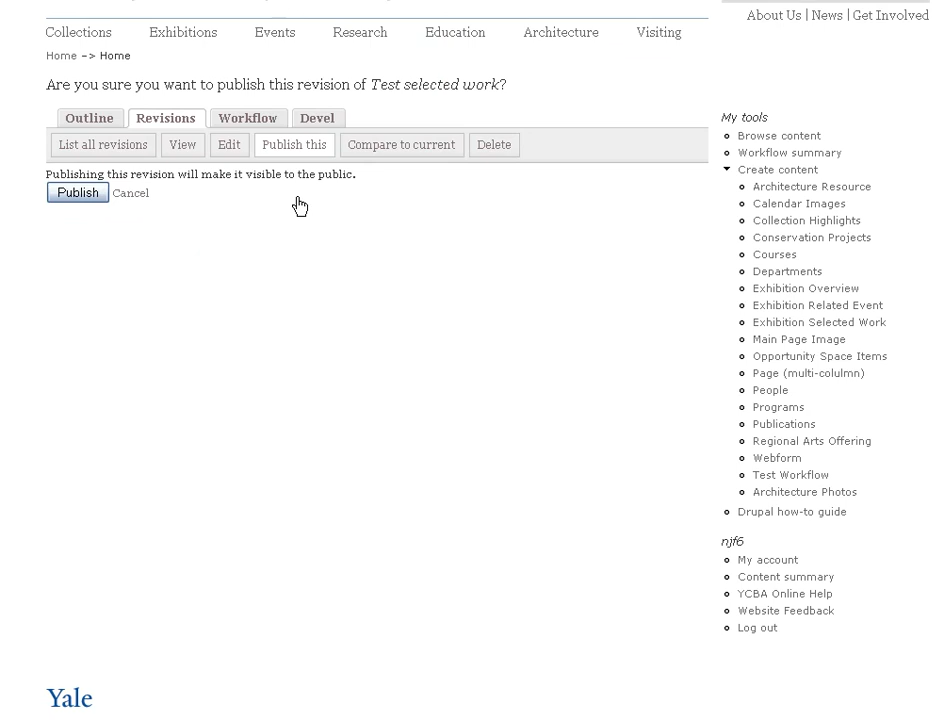 About Us | News | Get Involved
Collections Exhibitions Events Research Education Architecture Visiting
Home -> Home
Are you sure you want to publish this revision of Test selected work?
Outline Revisions Workflow Devel
List all revisions View Edit Publish this Compare to current Delete
Publishing this revision will make it visible to the public.
Publish Cancel
My tools
Browse content
Workflow summary
Create content
Architecture Resource
Calendar Images
Collection Highlights
Conservation Projects
Courses
Departments
Exhibition Overview
Exhibition Related Event
Exhibition Selected Work
Main Page Image
Opportunity Space Items
Page (multi-colulmn)
People
Programs
Publications
Regional Arts Offering
Webform
Test Workflow
Architecture Photos
Drupal how-to guide
njf6
My account
Content summary
YCBA Online Help
Website Feedback
Log out
Yale